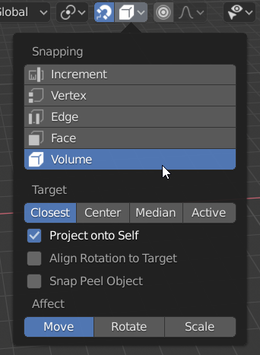 Global
Snapping
Increment
Vertex
Edge
Face
Volume
Target
Closest Center Median Active
Project onto Self
Align Rotation to Target
Snap Peel Object
Affect
Move Rotate Scale